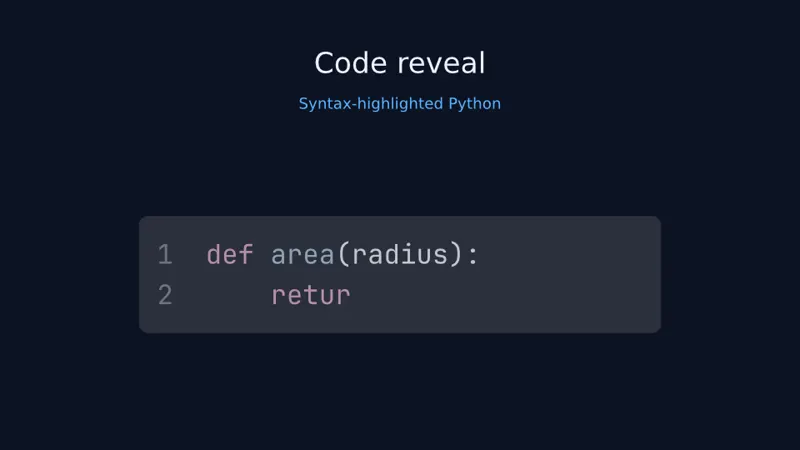 Code reveal
Syntax-highlighted Python
1 def area(radius):
2     retur